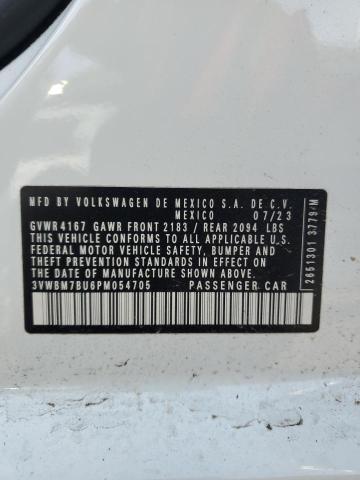 MFD BY VOLKSWAGEN DE MEXICO S.A. DE C.V.
MEXICO 07/23
GVWR 4167 GAWR FRONT 2183 / REAR 2094 LBS
THIS VEHICLE CONFORMS TO ALL APPLICABLE U.S.
FEDERAL MOTOR VEHICLE SAFETY, BUMPER AND
THEFT PREVENTION STANDARDS IN EFFECT ON THE
DATE OF MANUFACTURE SHOWN ABOVE.
3VWBM7BU6PM054705 PASSENGER CAR
2651301 3779-M